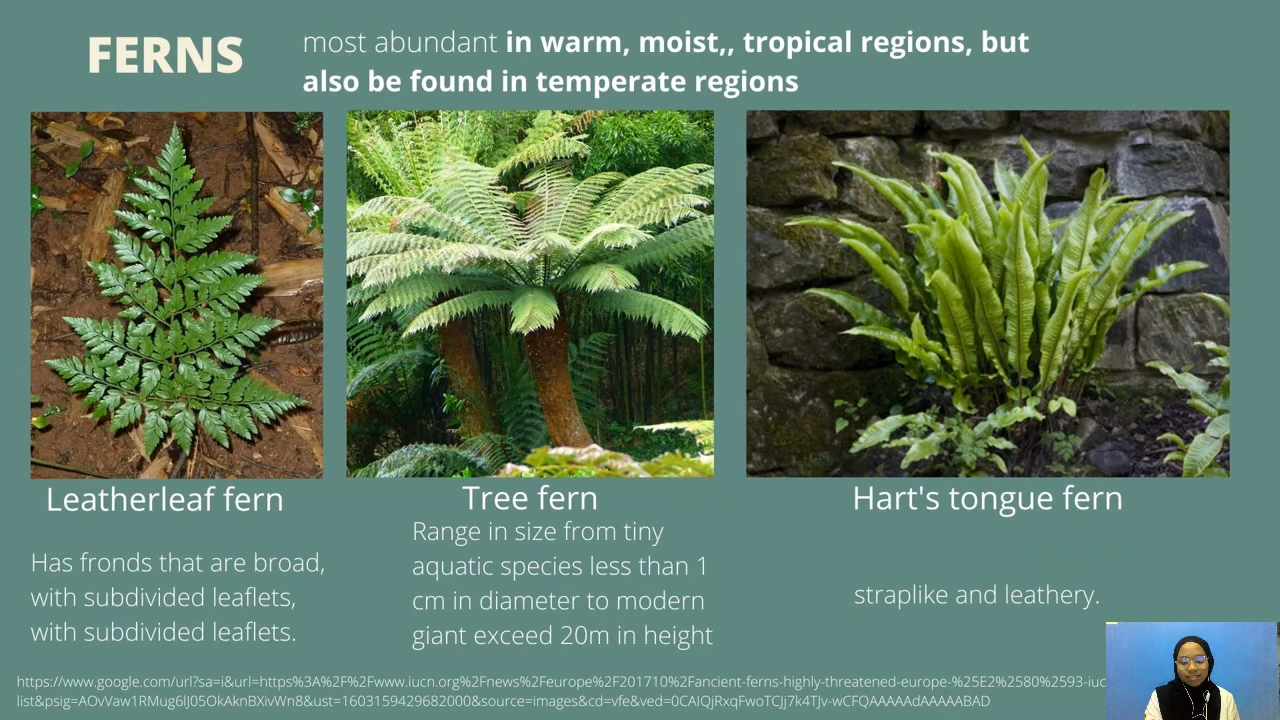 FERNS
most abundant in warm, moist,, tropical regions, but
also be found in temperate regions
Leatherleaf fern
Has fronds that are broad,
with subdivided leaflets,
with subdivided leaflets.
Tree fern
Range in size from tiny
aquatic species less than 1
cm in diameter to modern
giant exceed 20m in height
Hart's tongue fern
straplike and leathery.
https://www.google.com/url?sa=i&url=https%3A%2F%2Fwww.iucn.org%2Fnews%2Feurope%2F201710%2Fancient-ferns-highly-threatened-europe-%25E2%2580%2593-iuc
list&psig=AOvVaw1RMug6lJ05OkAknBXivWn8&ust=1603159429682000&source=images&cd=vfe&ved=0CAIQjRxqFwoTCJj7k4TJv-wCFQAAAAAdAAAAABAD